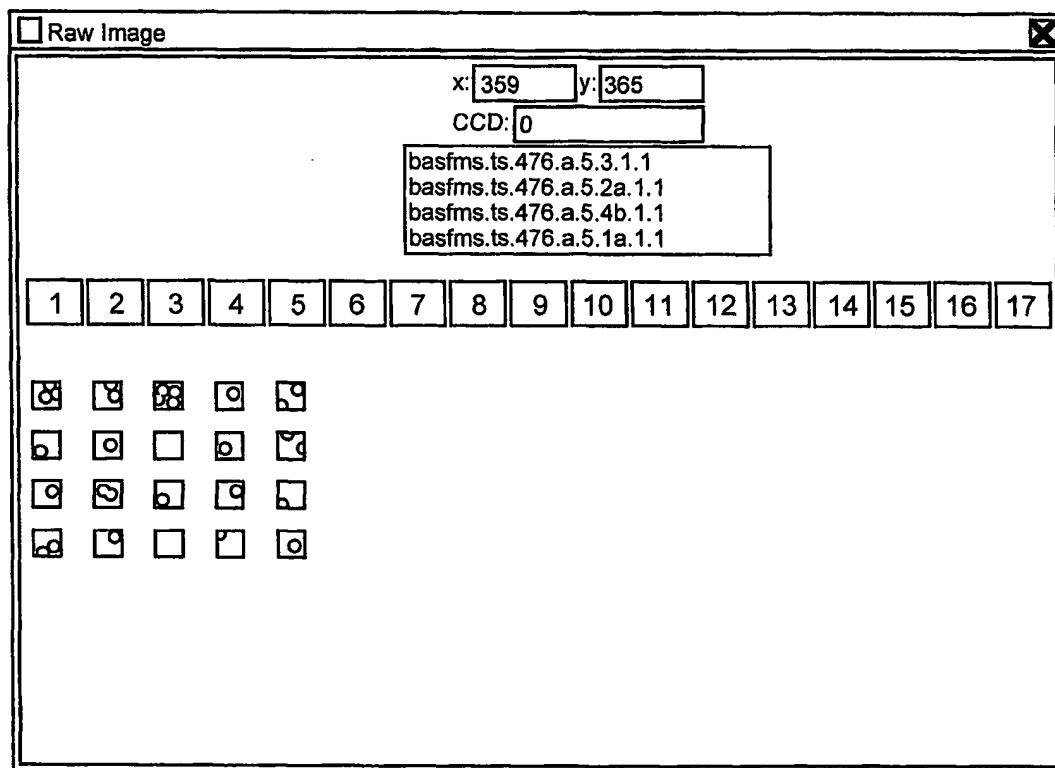 Raw Image
x: 359 y: 365
CCD: 0
basfms.ts.476.a.5.3.1.1
basfms.ts.476.a.5.2a.1.1
basfms.ts.476.a.5.4b.1.1
basfms.ts.476.a.5.1a.1.1
1 2 3 4 5 6 7 8 9 10 11 12 13 14 15 16 17